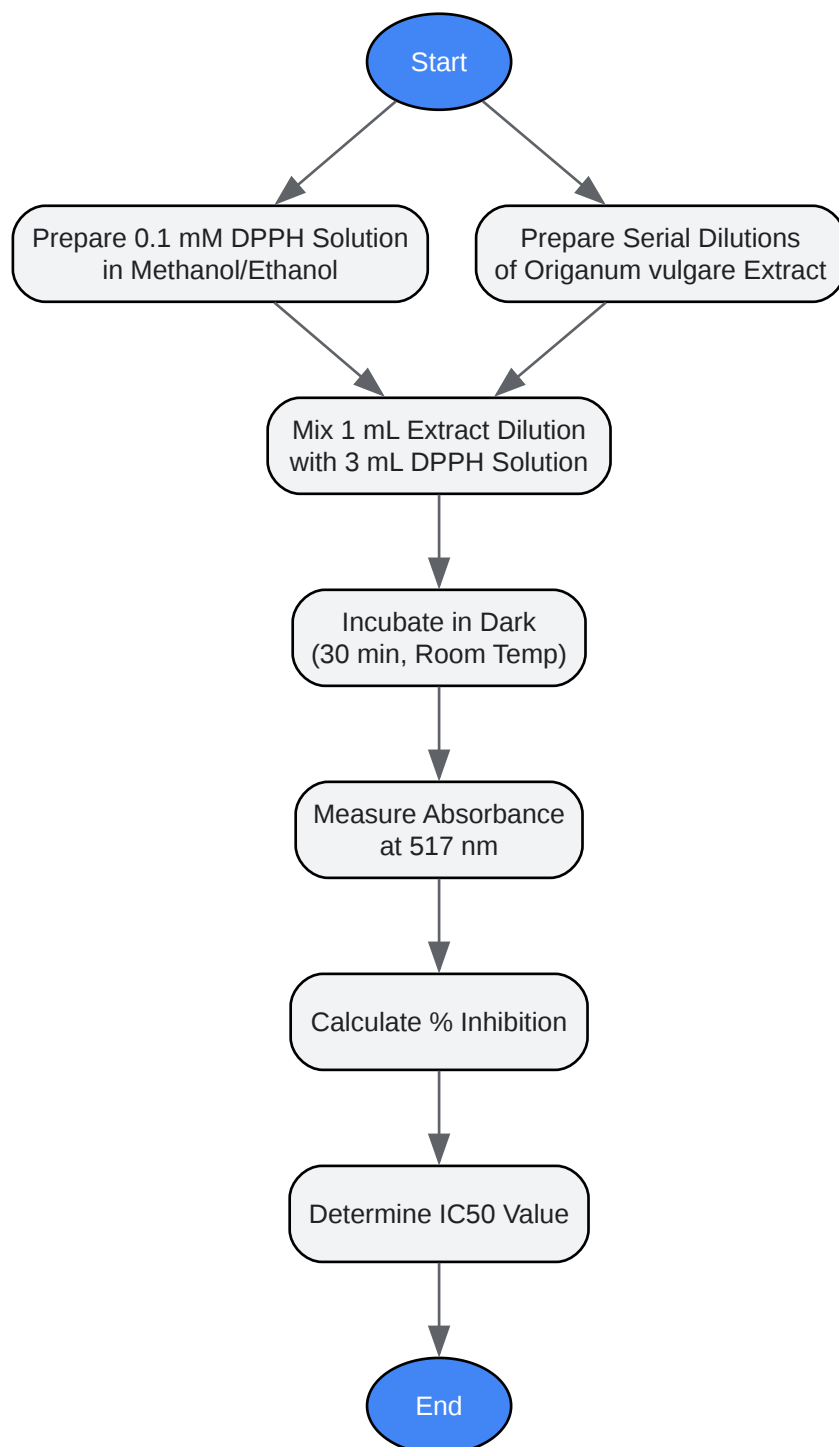 Start
Prepare 0.1 mM DPPH Solution
in Methanol/Ethanol
Prepare Serial Dilutions
of Origanum vulgare Extract
Mix 1 mL Extract Dilution
with 3 mL DPPH Solution
Incubate in Dark
(30 min, Room Temp)
Measure Absorbance
at 517 nm
Calculate % Inhibition
Determine IC50 Value
End